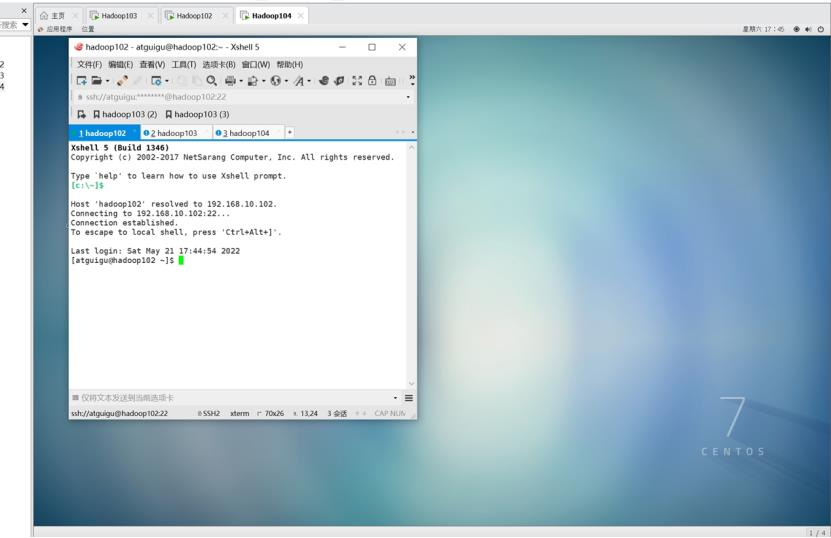 主页 Hadoop103 Hadoop102 Hadoop104
搜索
应用程序 位置 星期六 17:45
2
3
4
hadoop102 - atguigu@hadoop102:~ - Xshell 5
文件(F) 编辑(E) 查看(V) 工具(T) 选项卡(B) 窗口(W) 帮助(H)
ssh://atguigu:********@hadoop102:22
hadoop103 (2) hadoop103 (3)
1 hadoop102 2 hadoop103 3 hadoop104 +
Xshell 5 (Build 1346)
Copyright (c) 2002-2017 NetSarang Computer, Inc. All rights reserved.
Type `help' to learn how to use Xshell prompt.
[c:\~]$
Host 'hadoop102' resolved to 192.168.10.102.
Connecting to 192.168.10.102:22...
Connection established.
To escape to local shell, press 'Ctrl+Alt+]'.
Last login: Sat May 21 17:44:54 2022
[atguigu@hadoop102 ~]$
仅将文本发送到当前选项卡
ssh://atguigu@hadoop102:22 SSH2 xterm 70x26 13,24 3 会话 CAP NUM
7
CENTOS
1 / 4